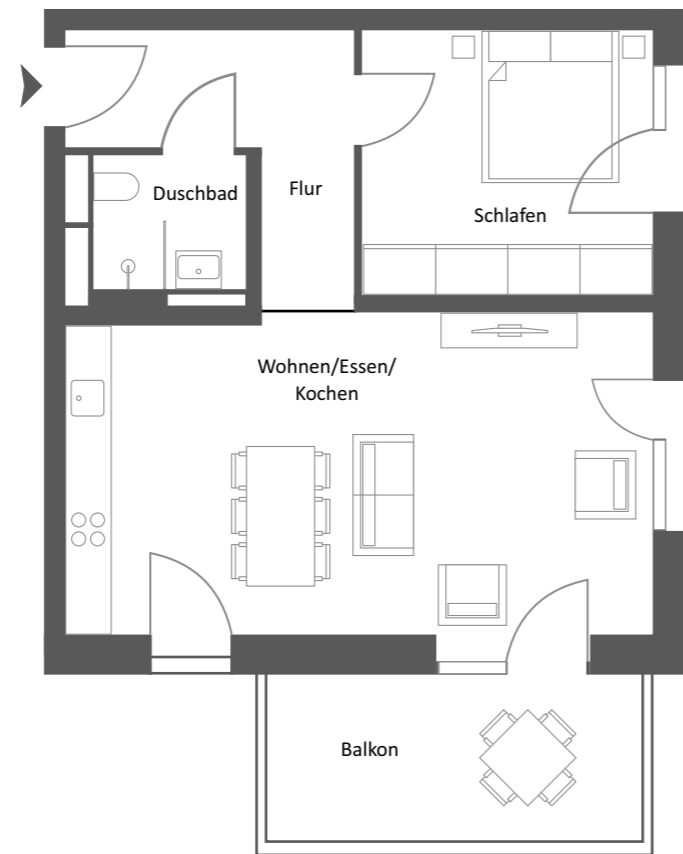 Duschbad
Flur
Schlafen
Wohnen/Essen/
Kochen
Balkon